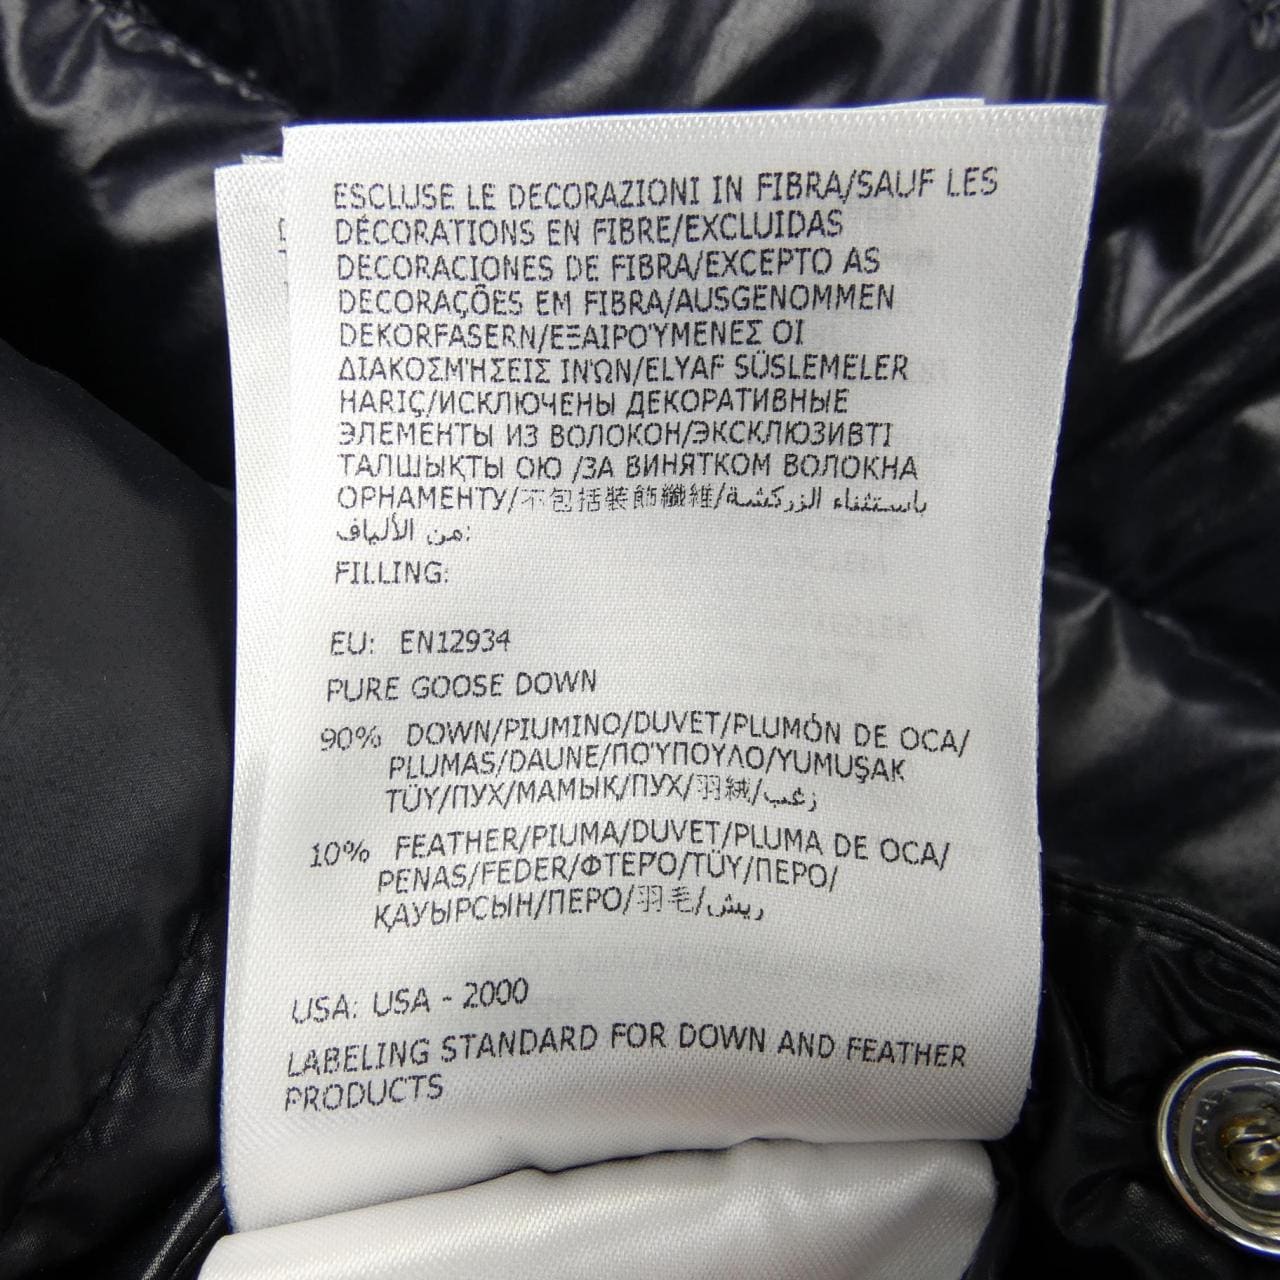 ESCLUSE LE DECORAZIONI IN FIBRA/SAUF LES
DÉCORATIONS EN FIBRE/EXCLUIDAS
DECORACIONES DE FIBRA/EXCEPTO AS
DECORAÇÕES EM FIBRA/AUSGENOMMEN
DEKORFASERN/ΕΞΑΙΡΟΎΜΕΝΕΣ ΟΙ
ΔΙΑΚΟΣΜΉΣΕΙΣ ΙΝΏΝ/ELYAF SÜSLEMELER
HARIÇ/ИСКЛЮЧЕНЫ ДЕКОРАТИВНЫЕ
ЭЛЕМЕНТЫ ИЗ ВОЛОКОН/ЭКСКЛЮЗИВТІ
ТАЛШЫҚТЫ ОЮ /ЗА ВИНЯТКОМ ВОЛОКНА
ОРНАМЕНТУ/不包括裝飾纖維/باستثناء الزركشة
من الألياف:
FILLING:
EU: EN12934
PURE GOOSE DOWN
90% DOWN/PIUMINO/DUVET/PLUMÓN DE OCA/
PLUMAS/DAUNE/ΠΟΎΠΟΥΛΟ/YUMUŞAK
TÜY/ПУХ/МАМЫҚ/ПУХ/羽絨/زغب
10% FEATHER/PIUMA/DUVET/PLUMA DE OCA/
PENAS/FEDER/ΦΤΕΡΌ/TÜY/ПЕРО/
ҚАУЫРСЫН/ПЕРО/羽毛/ريش
USA: USA - 2000
LABELING STANDARD FOR DOWN AND FEATHER
PRODUCTS